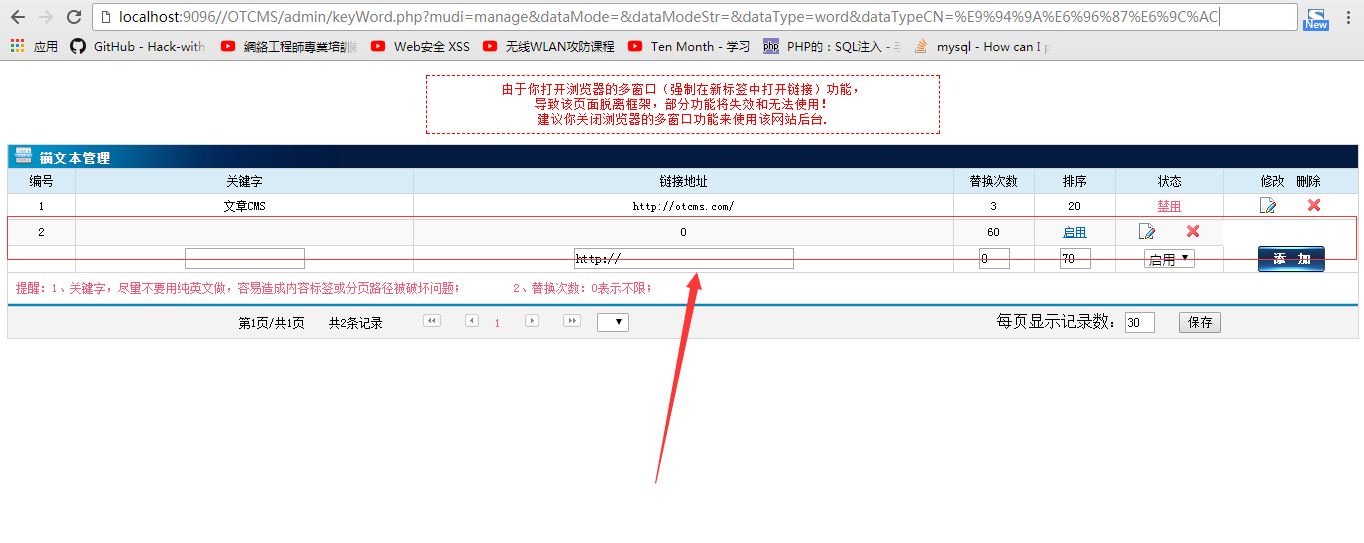 localhost:9096//OTCMS/admin/keyWord.php?mudi=manage&dataMode=&dataModeStr=&dataType=word&dataTypeCN=%E9%94%9A%E6%96%87%E6%9C%AC
New
应用 GitHub - Hack-with 網路工程師專業培訓 Web安全 XSS 无线WLAN攻防课程 Ten Month - 学习 php PHP的：SQL注入 - mysql - How can I
由于你打开浏览器的多窗口（强制在新标签中打开链接）功能，
导致该页面脱离框架，部分功能将失效和无法使用！
建议你关闭浏览器的多窗口功能来使用该网站后台.
锚文本管理
编号 关键字 链接地址 替换次数 排序 状态 修改 删除
1 文章CMS http://otcms.com/ 3 20 禁用
2 0 60 启用
http:// 0 70 启用 添 加
提醒：1、关键字，尽量不要用纯英文做，容易造成内容标签或分页路径被破坏问题； 2、替换次数：0表示不限；
第1页/共1页 共2条记录 1 每页显示记录数： 30 保存